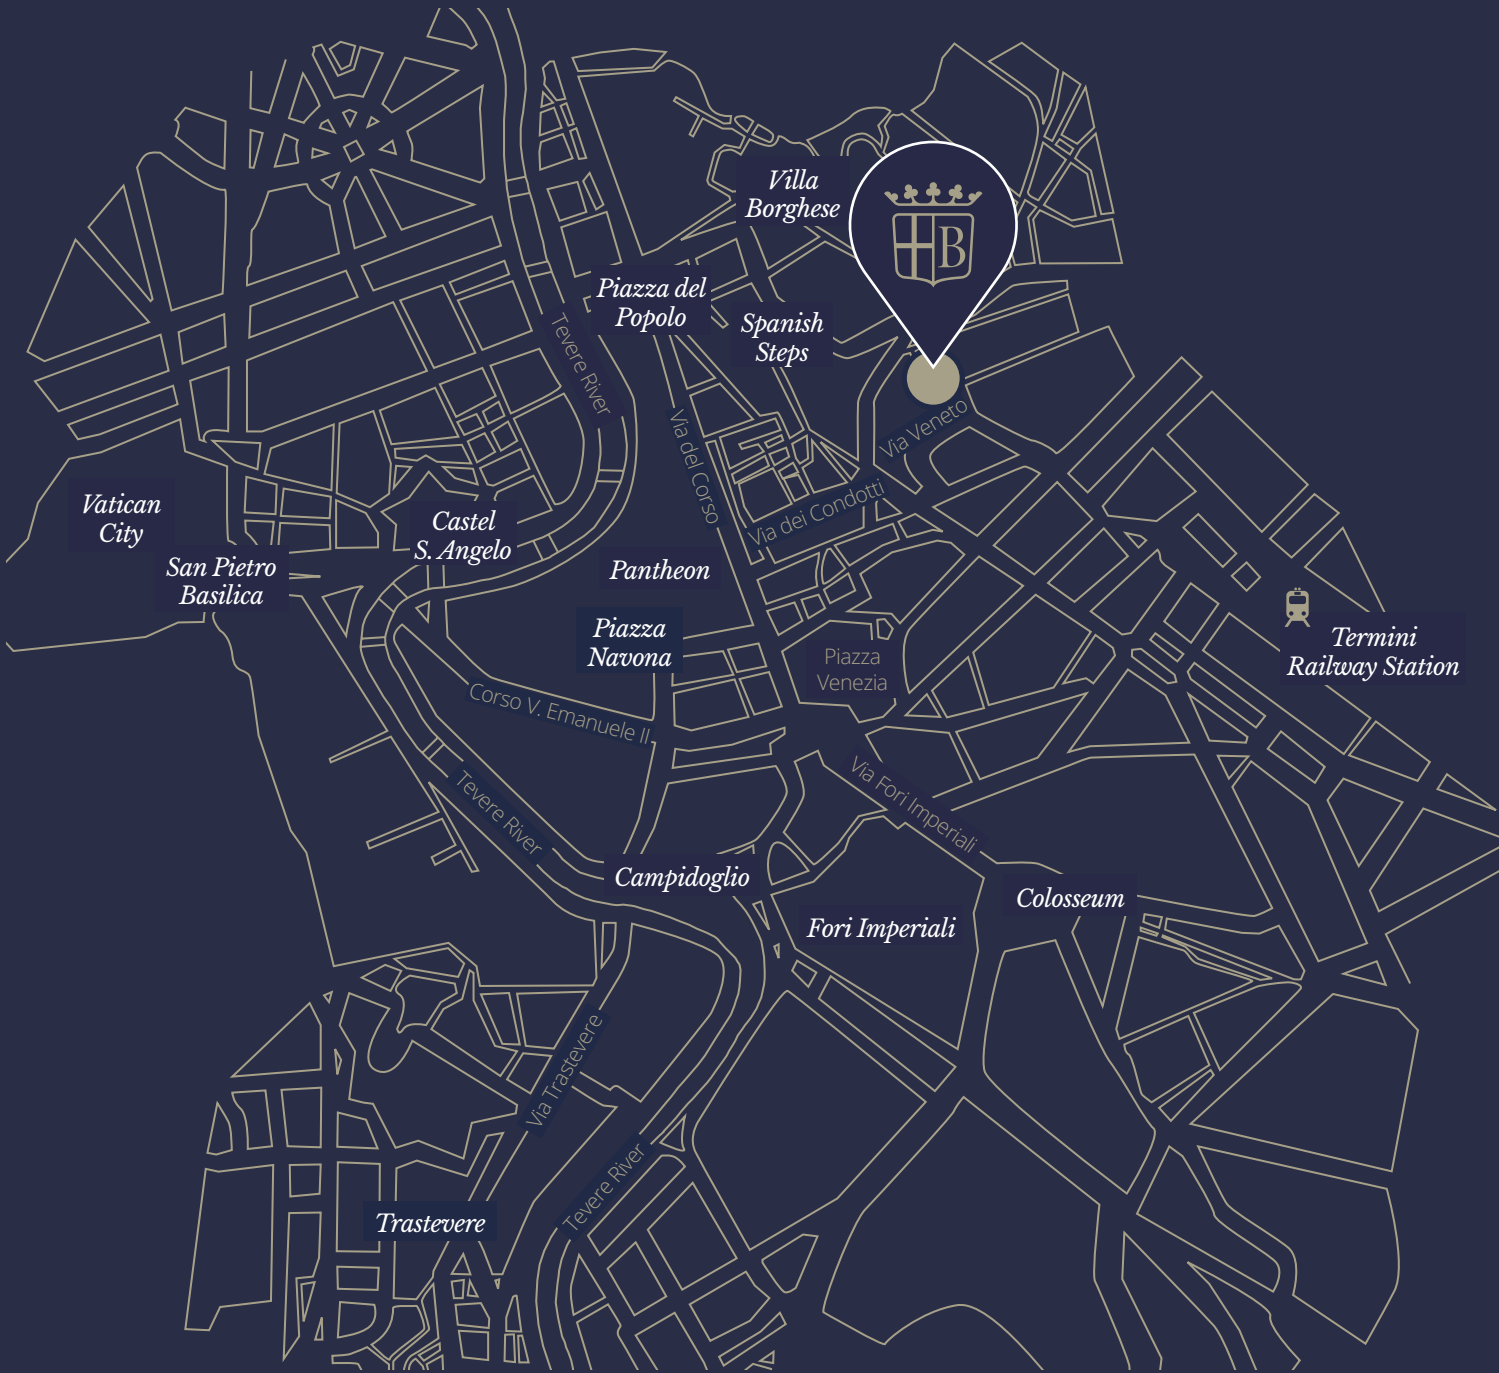 Villa
Borghese
B
Piazza del
Popolo
Spanish
Steps
Tevere River
Via Veneto
Via del Corso
Via dei Condotti
Vatican
City
Castel
S. Angelo
San Pietro
Basilica
Pantheon
Piazza
Navona
Piazza
Venezia
Termini
Railway Station
Corso V. Emanuele II
Via Fori Imperiali
Tevere River
Campidoglio
Colosseum
Fori Imperiali
Via Trastevere
Tevere River
Trastevere